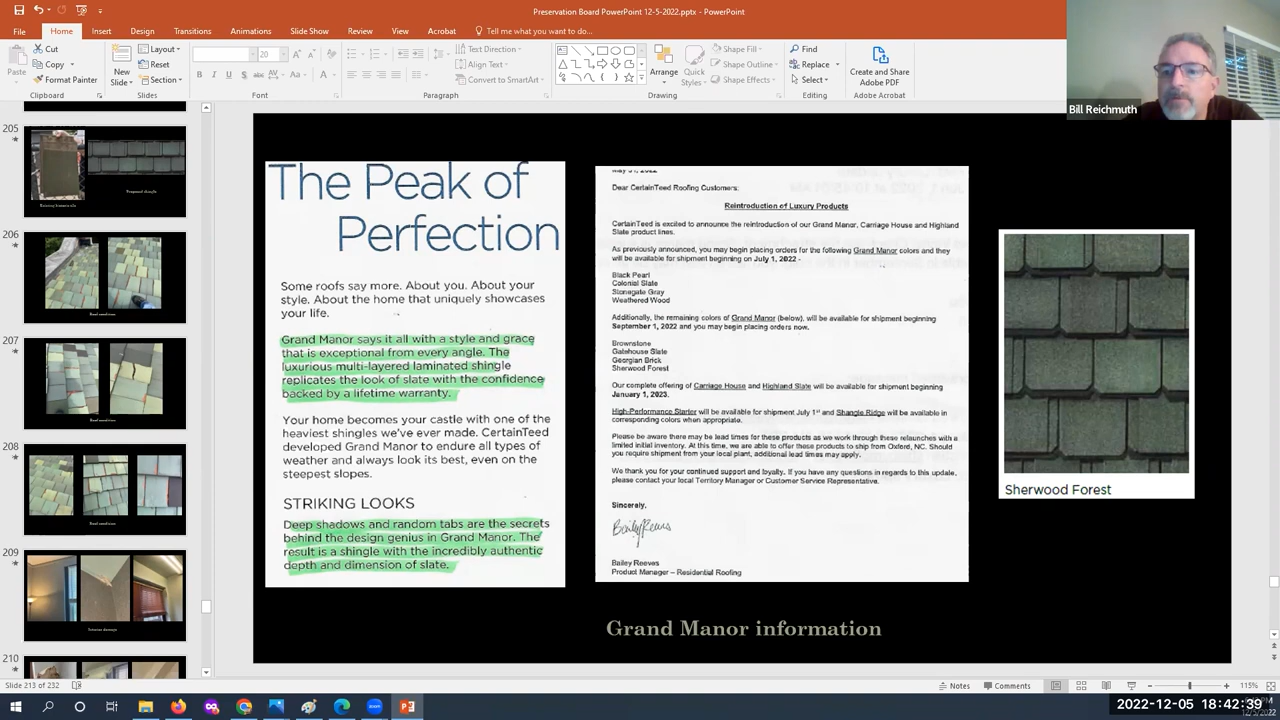 Preservation Board PowerPoint 12-5-2022.pptx - PowerPoint
File Home Insert Design Transitions Animations Slide Show Review View Acrobat Tell me what you want to do...
Cut
Copy
Format Painter
Paste
Clipboard
New
Slide
Layout
Reset
Section
Slides
20
Font
Text Direction
Align Text
Convert to SmartArt
Paragraph
Arrange
Quick
Styles
Shape Fill
Shape Outline
Shape Effects
Drawing
Find
Replace
Select
Editing
Create and Share
Adobe PDF
Adobe Acrobat
Bill Reichmuth
205
207
208
209
210
The Peak of
Perfection
Some roofs say more. About you. About your
style. About the home that uniquely showcases
your life.
Grand Manor says it all with a style and grace
that is exceptional from every angle. The
luxurious multi-layered laminated shingle
replicates the look of slate with the confidence
backed by a lifetime warranty.
Your home becomes your castle with one of the
heaviest shingles we've ever made. CertainTeed
developed Grand Manor to endure all types of
weather and always look its best, even on the
steepest slopes.
STRIKING LOOKS
Deep shadows and random tabs are the secrets
behind the design genius in Grand Manor. The
result is a shingle with the incredibly authentic
depth and dimension of slate.
Dear CertainTeed Roofing Customers:
Reintroduction of Luxury Products
CertainTeed is excited to announce the reintroduction of our Grand Manor, Carriage House and Highland
Slate product lines.
As previously announced, you may begin placing orders for the following Grand Manor colors and they
will be available for shipment beginning on July 1, 2022 -
Black Pearl
Colonial Slate
Stonegate Gray
Weathered Wood
Additionally, the remaining colors of Grand Manor (below), will be available for shipment beginning
September 1, 2022 and you may begin placing orders now.
Brownstone
Gatehouse Slate
Georgian Brick
Sherwood Forest
Our complete offering of Carriage House and Highland Slate will be available for shipment beginning
January 1, 2023.
High-Performance Starter will be available for shipment July 1st and Shangle Ridge will be available in
corresponding colors when appropriate.
Please be aware there may be lead times for these products as we work through these relaunches with a
limited initial inventory. At this time, we are able to offer these products to ship from Oxford, NC. Should
you require shipment from your local plant, additional lead times may apply.
We thank you for your continued support and loyalty. If you have any questions in regards to this update,
please contact your local Territory Manager or Customer Service Representative.
Sincerely,
Bailey Reeves
Bailey Reeves
Product Manager – Residential Roofing
Sherwood Forest
Grand Manor information
Slide 213 of 232
Notes
Comments
115%
2022-12-05 18:42:39